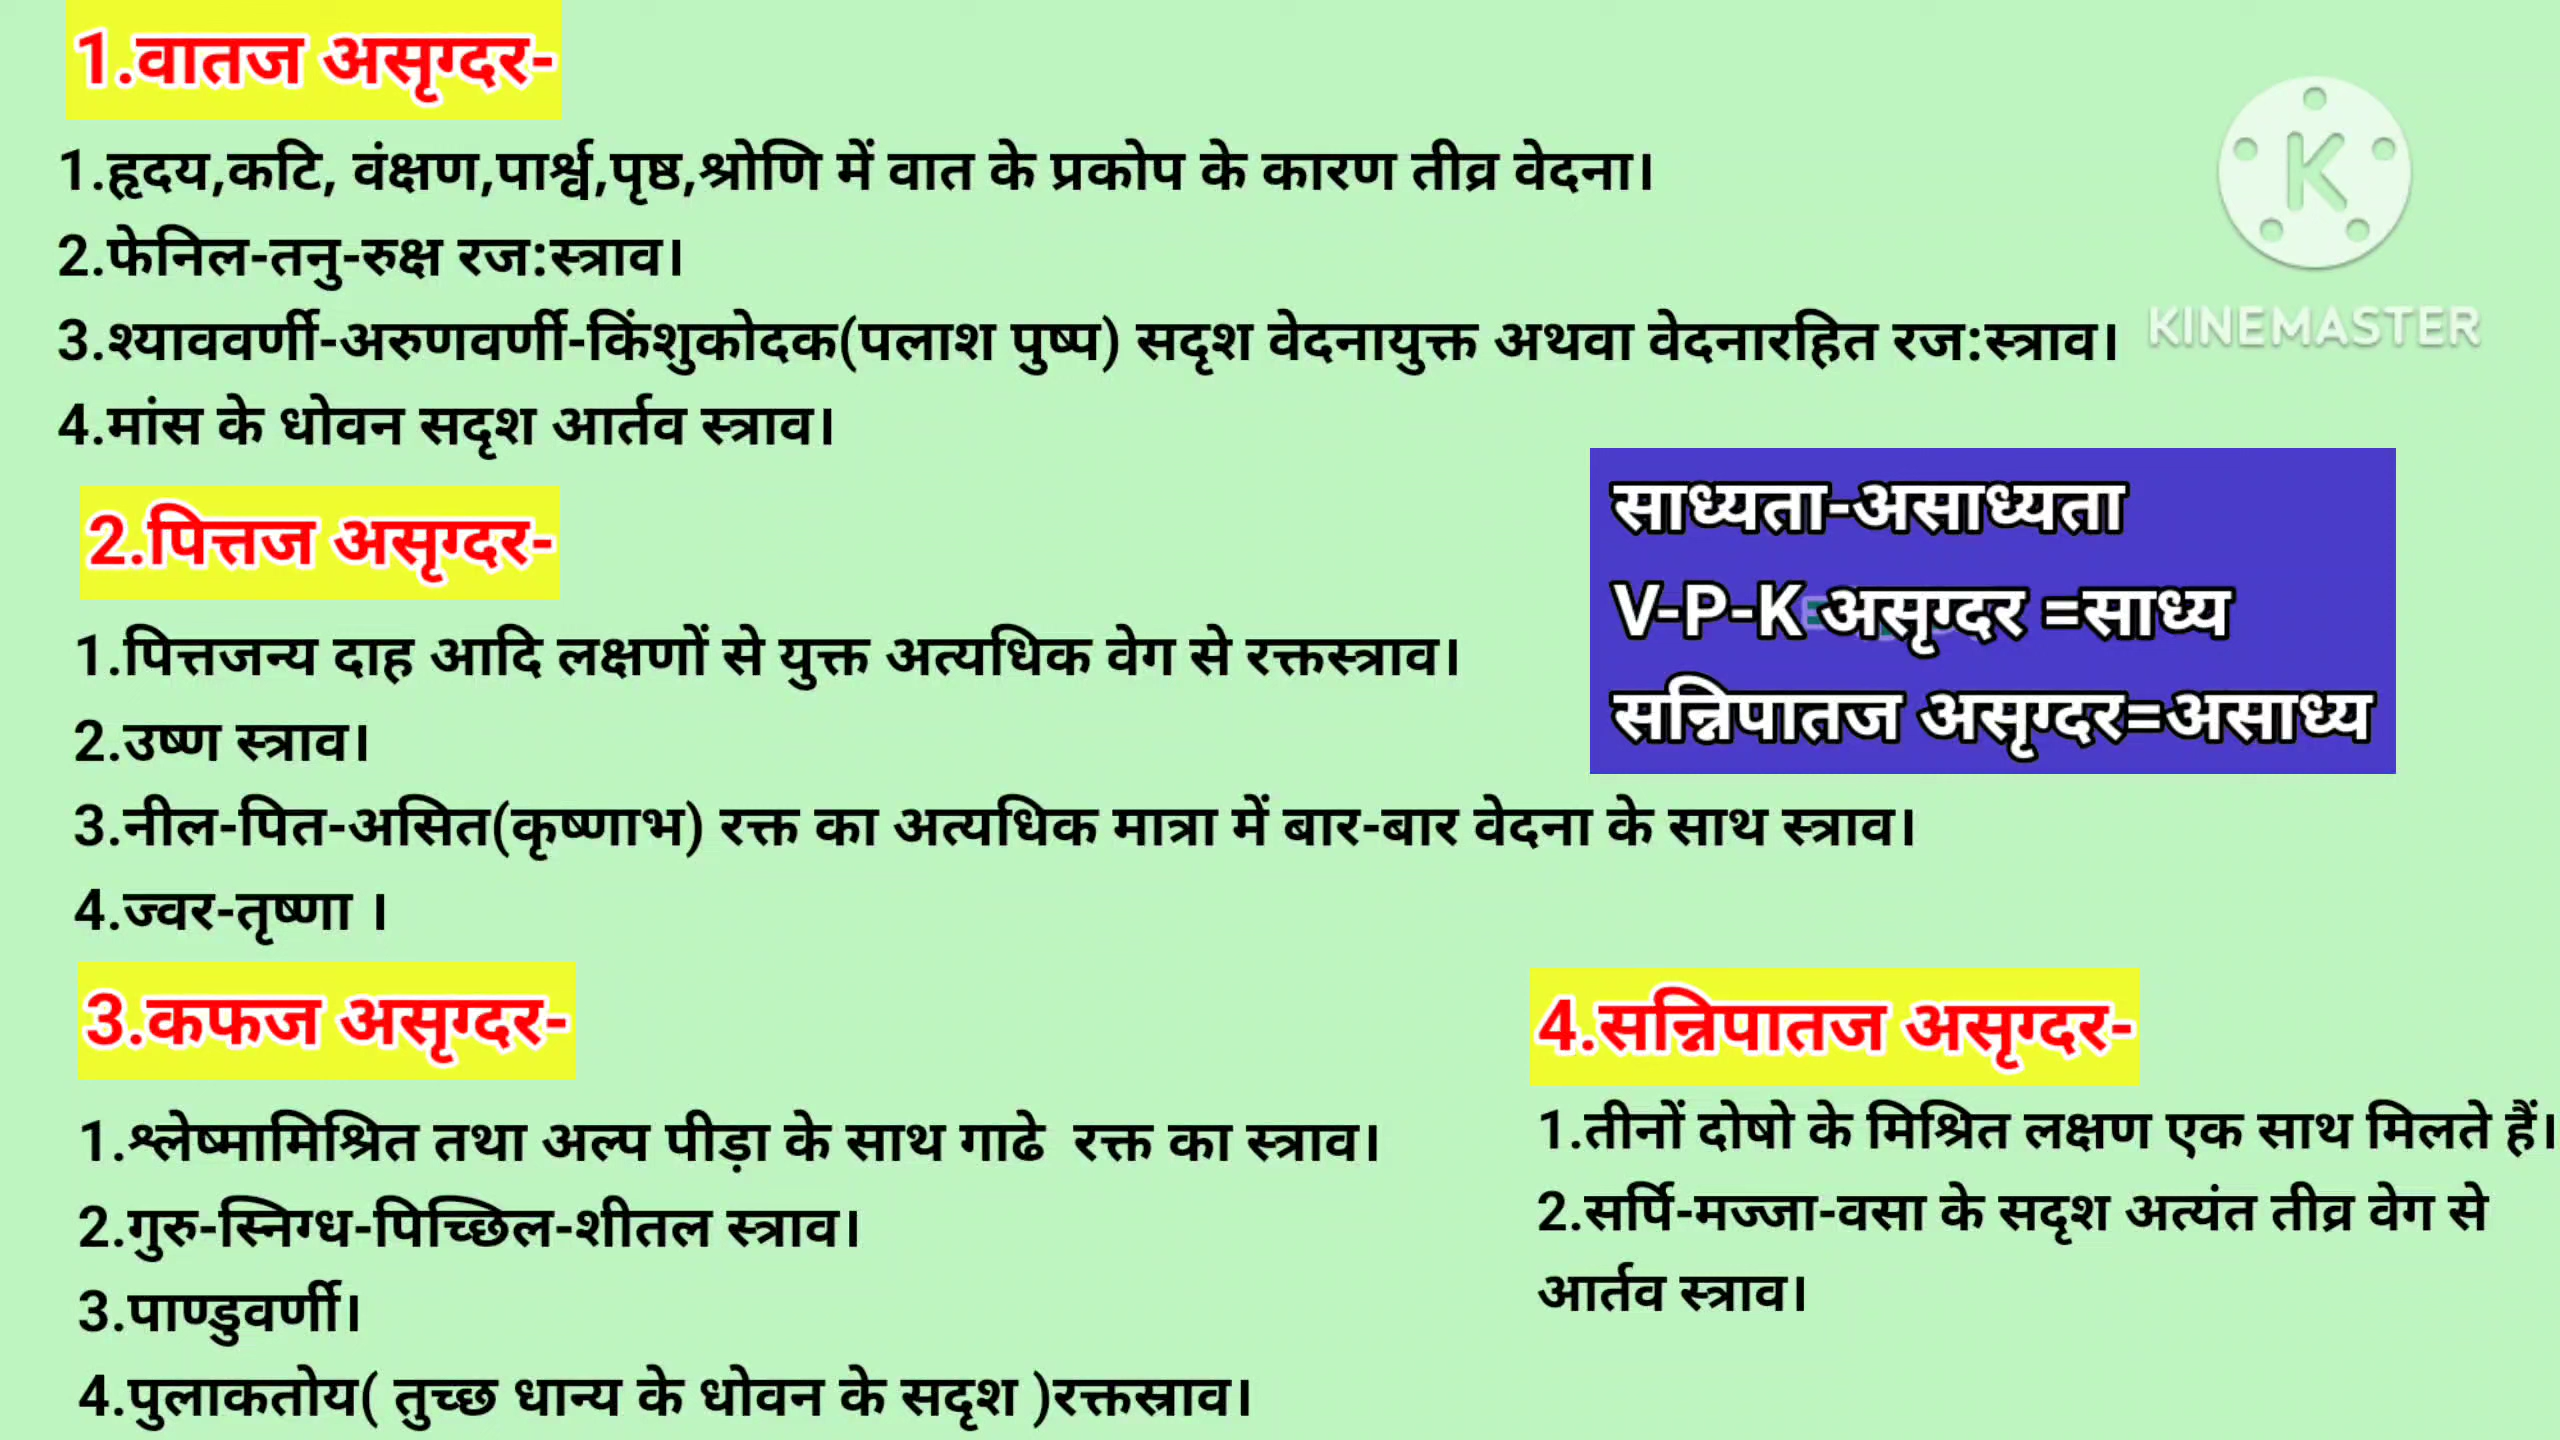 1.वातज असृग्दर-
1.हृदय,कटि, वंक्षण,पार्श्व,पृष्ठ,श्रोणि में वात के प्रकोप के कारण तीव्र वेदना।
2.फेनिल-तनु-रुक्ष रज:स्त्राव।
3.श्याववर्णी-अरुणवर्णी-किंशुकोदक(पलाश पुष्प) सदृश वेदनायुक्त अथवा वेदनारहित रज:स्त्राव।
4.मांस के धोवन सदृश आर्तव स्त्राव।
KINEMASTER
साध्यता-असाध्यता
V-P-K असृग्दर =साध्य
सन्निपातज असृग्दर=असाध्य
2.पित्तज असृग्दर-
1.पित्तजन्य दाह आदि लक्षणों से युक्त अत्यधिक वेग से रक्तस्त्राव।
2.उष्ण स्त्राव।
3.नील-पित-असित(कृष्णाभ) रक्त का अत्यधिक मात्रा में बार-बार वेदना के साथ स्त्राव।
4.ज्वर-तृष्णा ।
3.कफज असृग्दर-
1.श्लेष्मामिश्रित तथा अल्प पीड़ा के साथ गाढे रक्त का स्त्राव।
2.गुरु-स्निग्ध-पिच्छिल-शीतल स्त्राव।
3.पाण्डुवर्णी।
4.पुलाकतोय( तुच्छ धान्य के धोवन के सदृश )रक्तस्राव।
4.सन्निपातज असृग्दर-
1.तीनों दोषो के मिश्रित लक्षण एक साथ मिलते हैं।
2.सर्पि-मज्जा-वसा के सदृश अत्यंत तीव्र वेग से
आर्तव स्त्राव।